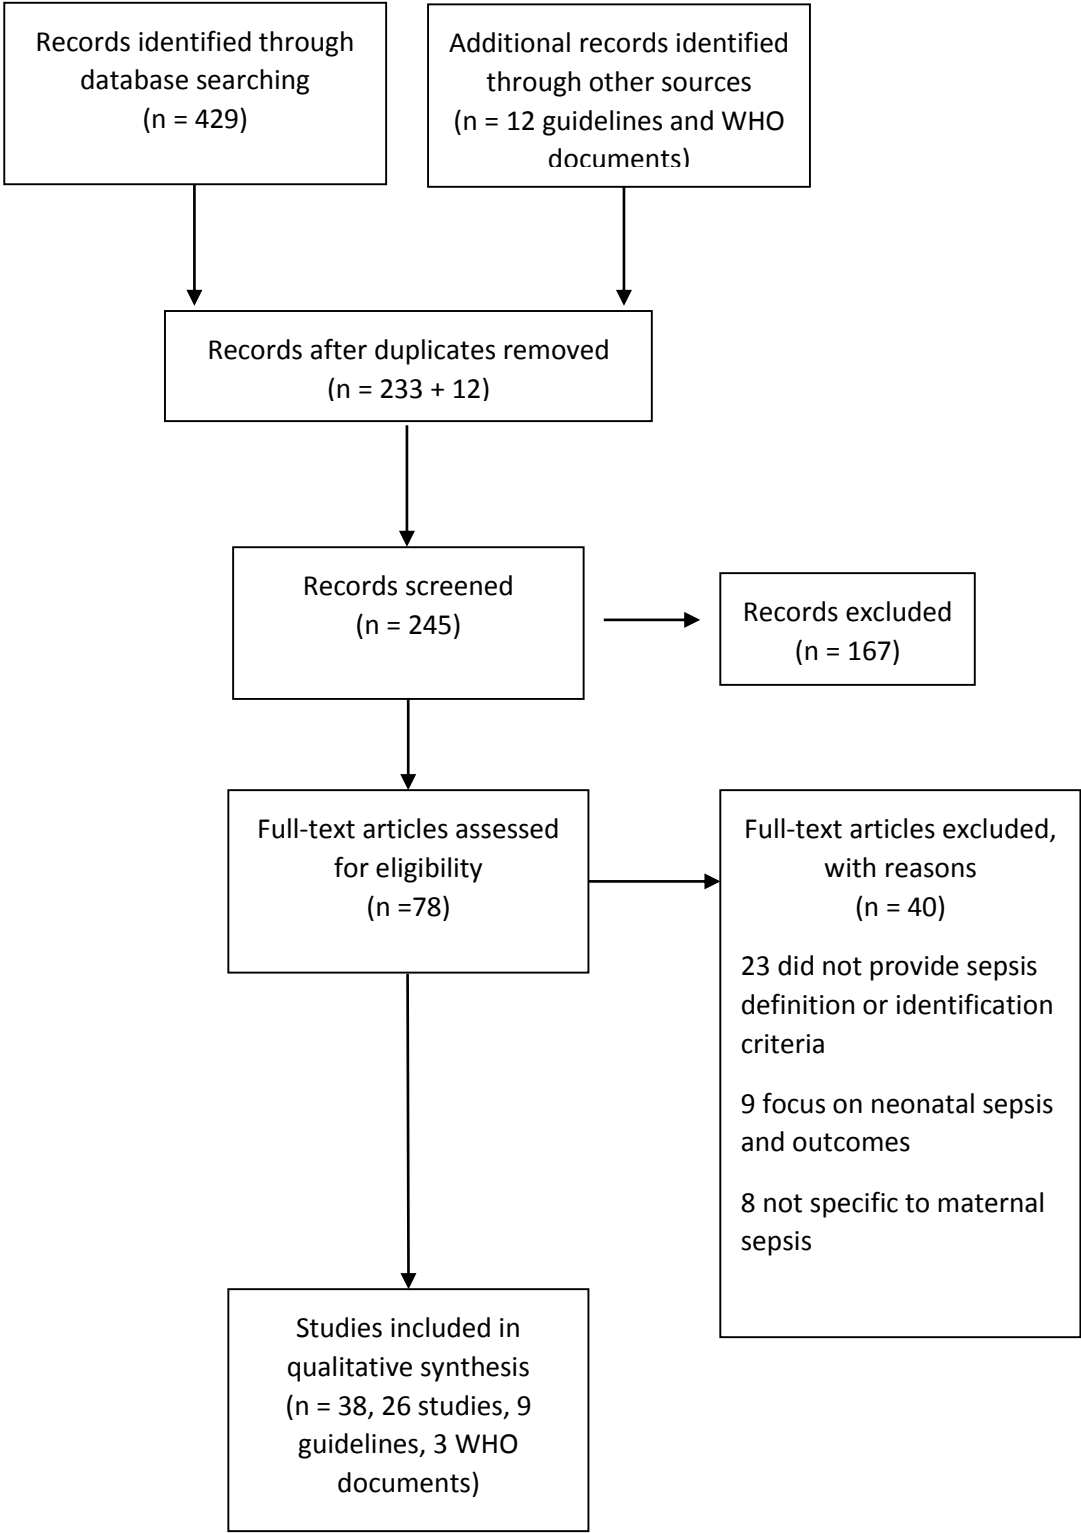 Records identified through
database searching
(n = 429)
Additional records identified
through other sources
(n = 12 guidelines and WHO
documents)
Records after duplicates removed
(n = 233 + 12)
Records screened
(n = 245)
Records excluded
(n = 167)
Full-text articles assessed
for eligibility
(n =78)
Full-text articles excluded,
with reasons
(n = 40)
23 did not provide sepsis
definition or identification
criteria
9 focus on neonatal sepsis
and outcomes
8 not specific to maternal
sepsis
Studies included in
qualitative synthesis
(n = 38, 26 studies, 9
guidelines, 3 WHO
documents)